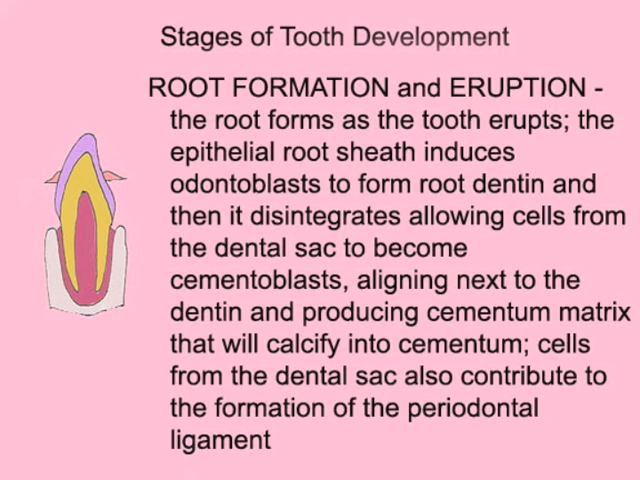 Stages of Tooth Development
ROOT FORMATION and ERUPTION -
the root forms as the tooth erupts; the
epithelial root sheath induces
odontoblasts to form root dentin and
then it disintegrates allowing cells from
the dental sac to become
cementoblasts, aligning next to the
dentin and producing cementum matrix
that will calcify into cementum; cells
from the dental sac also contribute to
the formation of the periodontal
ligament